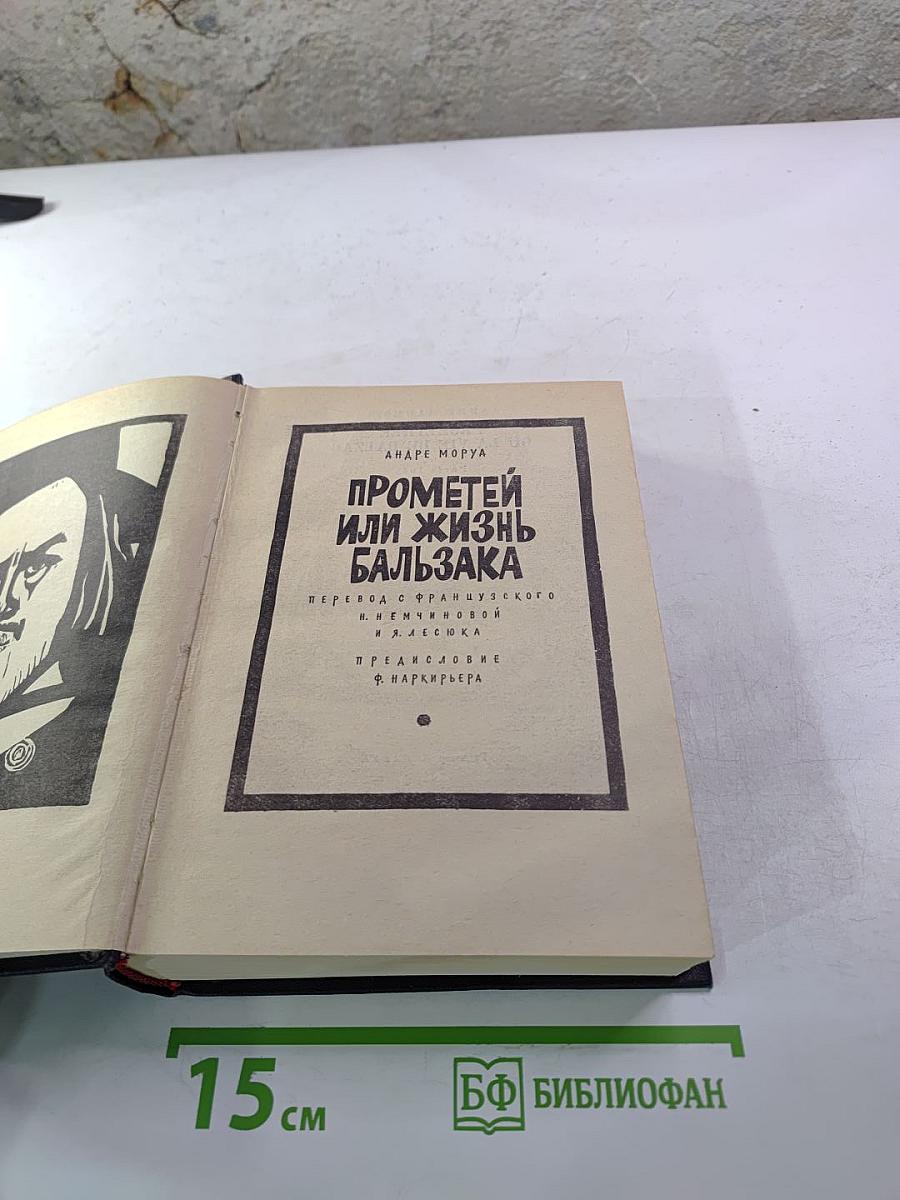 АНДРЕ МОРУА
ПРОМЕТЕЙ
ИЛИ ЖИЗНЬ
БАЛЬЗАКА
ПЕРЕВОД С ФРАНЦУЗСКОГО
Н. НЕМЧИНОВОЙ
И Я. ЛЕСЮКА
ПРЕДИСЛОВИЕ
Ф. НАРКИРЬЕРА
15 см
БФ БИБЛИОФАН